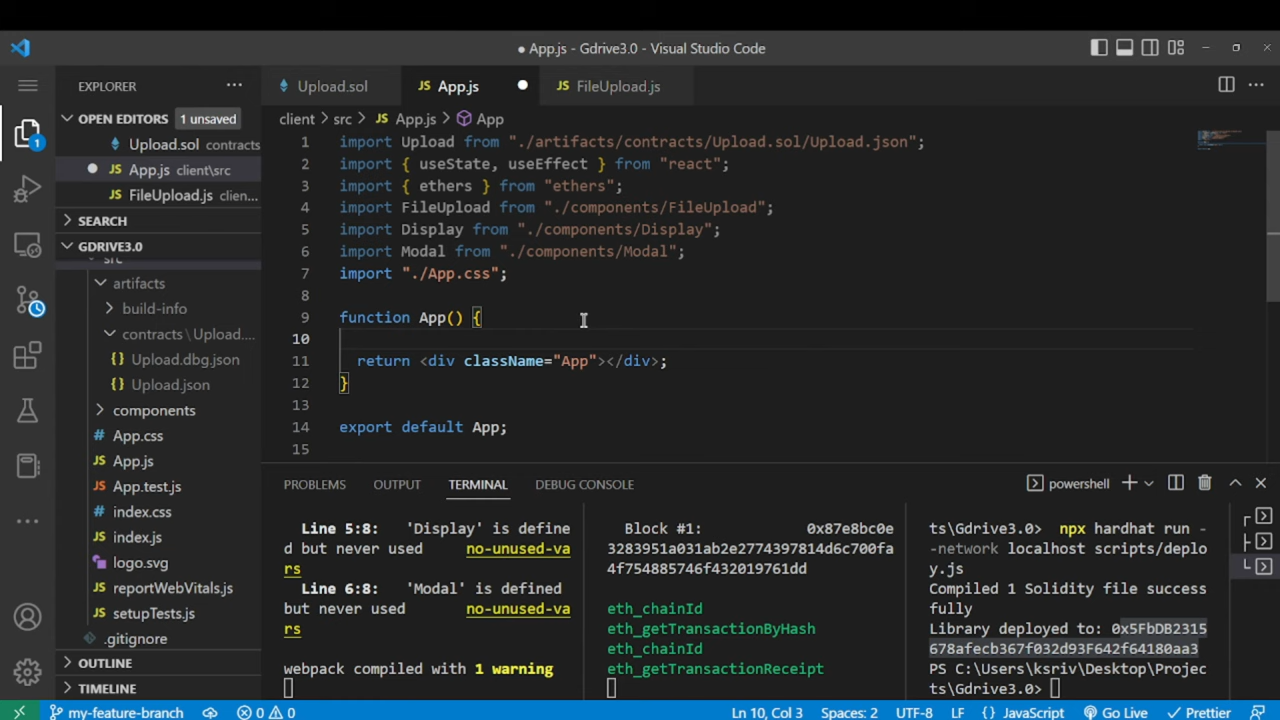 App.js - Gdrive3.0 - Visual Studio Code
EXPLORER
OPEN EDITORS 1 unsaved
Upload.sol contracts
App.js client\src
FileUpload.js clien...
SEARCH
GDRIVE3.0
src
artifacts
build-info
contracts \ Upload....
Upload.dbg.json
Upload.json
components
App.css
App.js
App.test.js
index.css
index.js
logo.svg
reportWebVitals.js
setupTests.js
.gitignore
OUTLINE
TIMELINE
Upload.sol
JS App.js
JS FileUpload.js
client > src > JS App.js > App
1 import Upload from "./artifacts/contracts/Upload.sol/Upload.json";
2 import { useState, useEffect } from "react";
3 import { ethers } from "ethers";
4 import FileUpload from "./components/FileUpload";
5 import Display from "./components/Display";
6 import Modal from "./components/Modal";
7 import "./App.css";
8
9 function App() {
10
11 return <div className="App"></div>;
12 }
13
14 export default App;
15
PROBLEMS OUTPUT TERMINAL DEBUG CONSOLE
powershell
Line 5:8: 'Display' is define
d but never used no-unused-va
rs
Line 6:8: 'Modal' is defined
but never used no-unused-va
rs
webpack compiled with 1 warning
Block #1: 0x87e8bc0e
3283951a031ab2e2774397814d6c700fa
4f754885746f432019761dd
eth_chainId
eth_getTransactionByHash
eth_chainId
eth_getTransactionReceipt
ts\Gdrive3.0> npx hardhat run -
-network localhost scripts/deplo
y.js
Compiled 1 Solidity file success
fully
Library deployed to: 0x5FbDB2315
678afecb367f032d93F642f64180aa3
PS C:\Users\ksriv\Desktop\Projec
ts\Gdrive3.0>
my-feature-branch
0 0
Ln 10, Col 3
Spaces: 2
UTF-8
LF
{} JavaScript
Go Live
Prettier